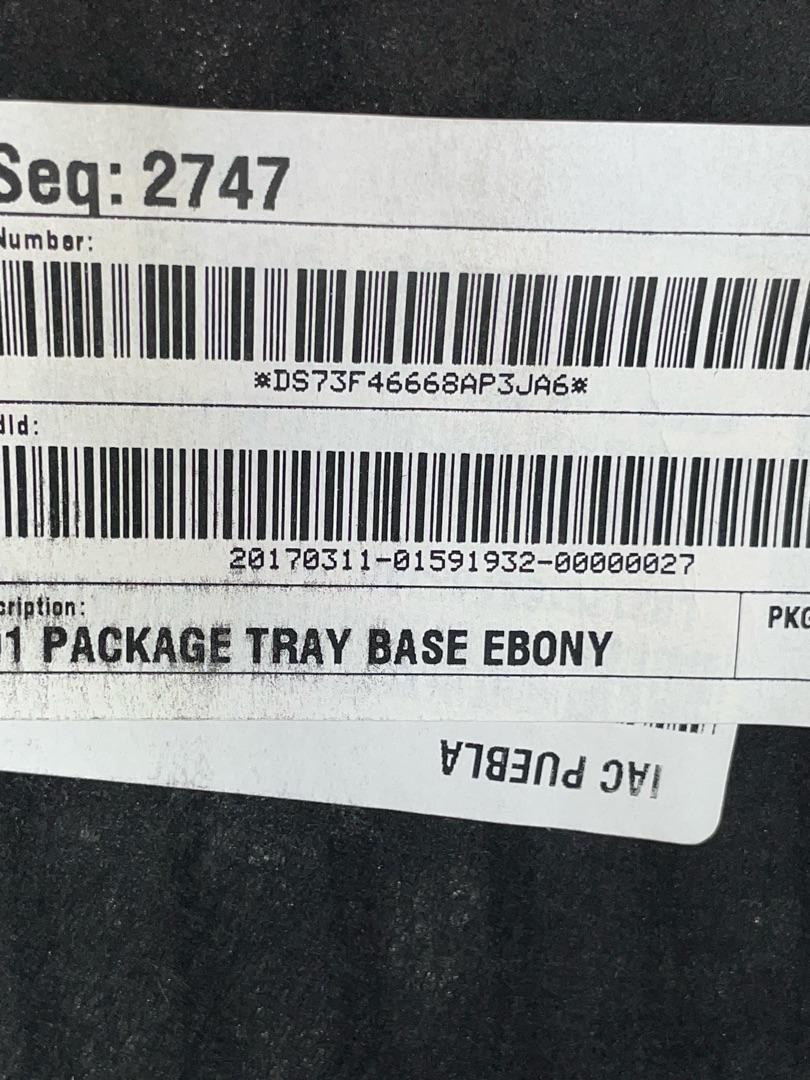 Seq: 2747
Number:
*DS73F46668AP3JA6*
20170311-01591932-00000027
PACKAGE TRAY BASE EBONY
PKG
IAC PUEBLA